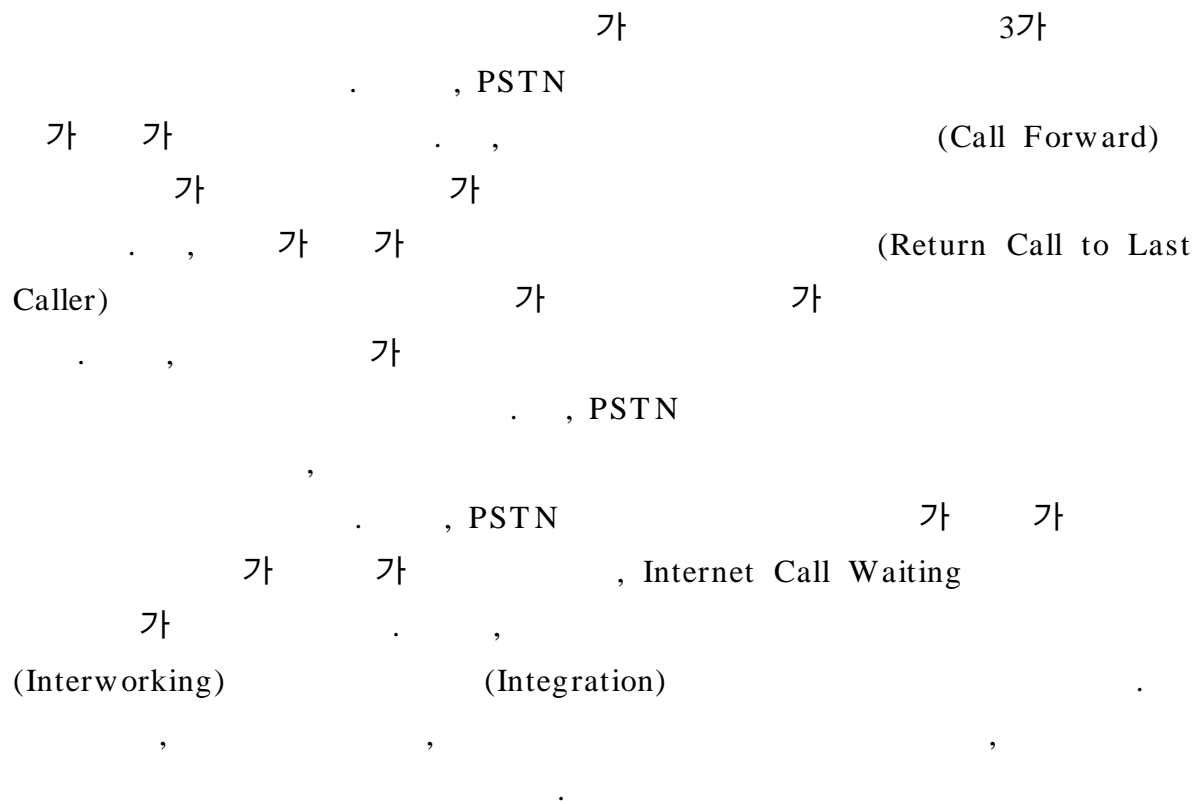 가 3가
. , PSTN
가 가 . , (Call Forward)
가 가
. , 가 가 (Return Call to Last
Caller) 가 가
. , 가
. , PSTN
,
. , PSTN 가 가
가 가 , Internet Call Waiting
가 . ,
(Interworking) (Integration) .
, , ,
.